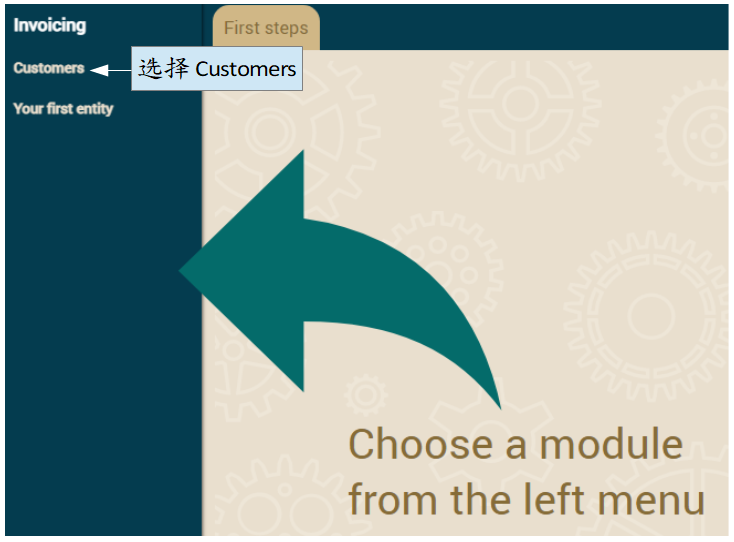 Invoicing
First steps
Customers
选择 Customers
Your first entity
Choose a module
from the left menu